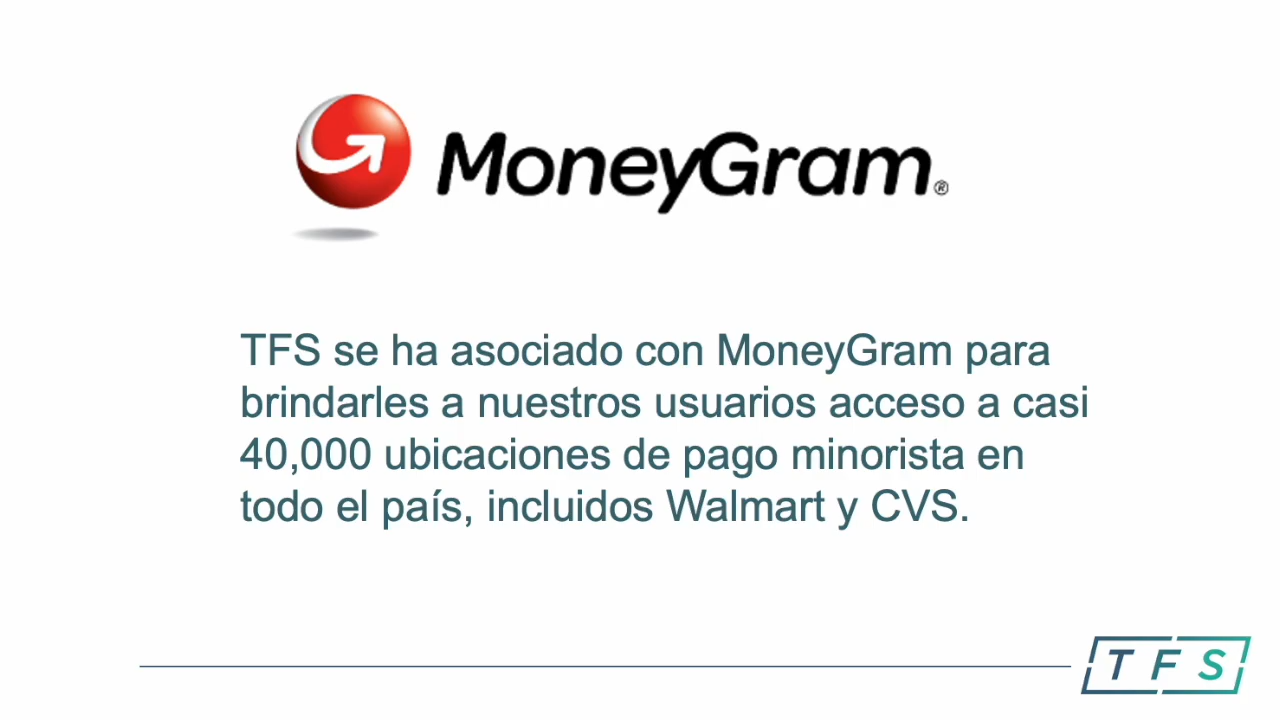 MoneyGram®
TFS se ha asociado con MoneyGram para
brindarles a nuestros usuarios acceso a casi
40,000 ubicaciones de pago minorista en
todo el país, incluidos Walmart y CVS.
TFS